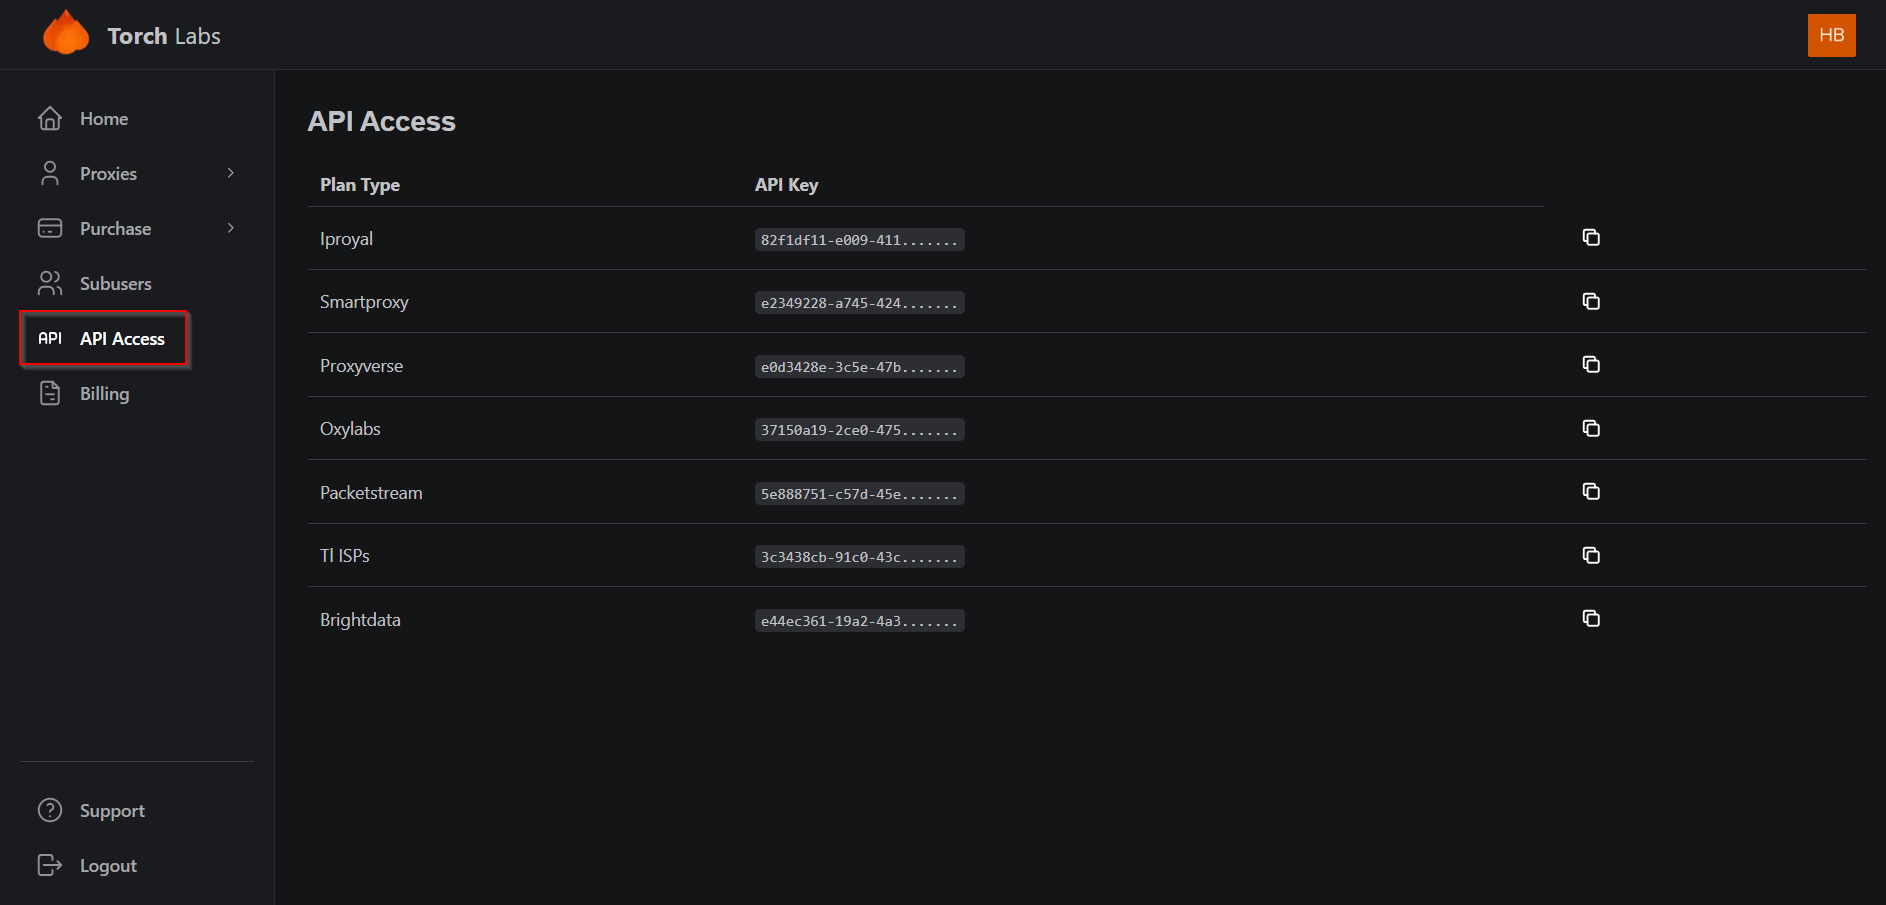 Torch Labs
HB
Home
Proxies
Purchase
Subusers
API API Access
Billing
Support
Logout
API Access
Plan Type API Key
Iproyal 82f1df11-e009-411.......
Smartproxy e2349228-a745-424.......
Proxyverse e0d3428e-3c5e-47b.......
Oxylabs 37150a19-2ce0-475.......
Packetstream 5e888751-c57d-45e.......
Tl ISPs 3c3438cb-91c0-43c.......
Brightdata e44ec361-19a2-4a3.......